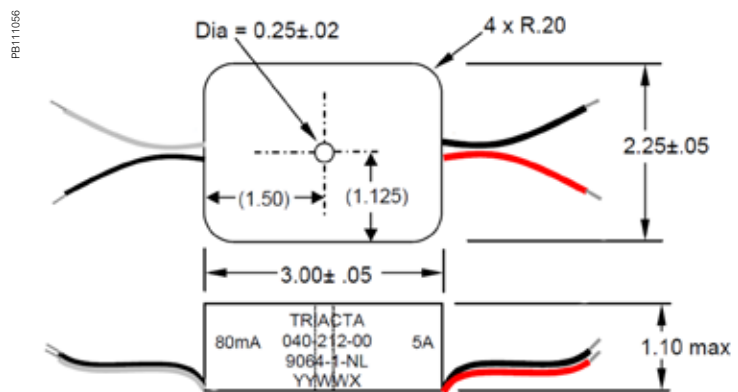 PB111056
Dia = 0.25±.02
4 x R.20
2.25±.05
(1.50)
(1.125)
3.00± .05
TRIACTA
80mA 040-212-00 5A
9064-1-NL
YYWWX
1.10 max